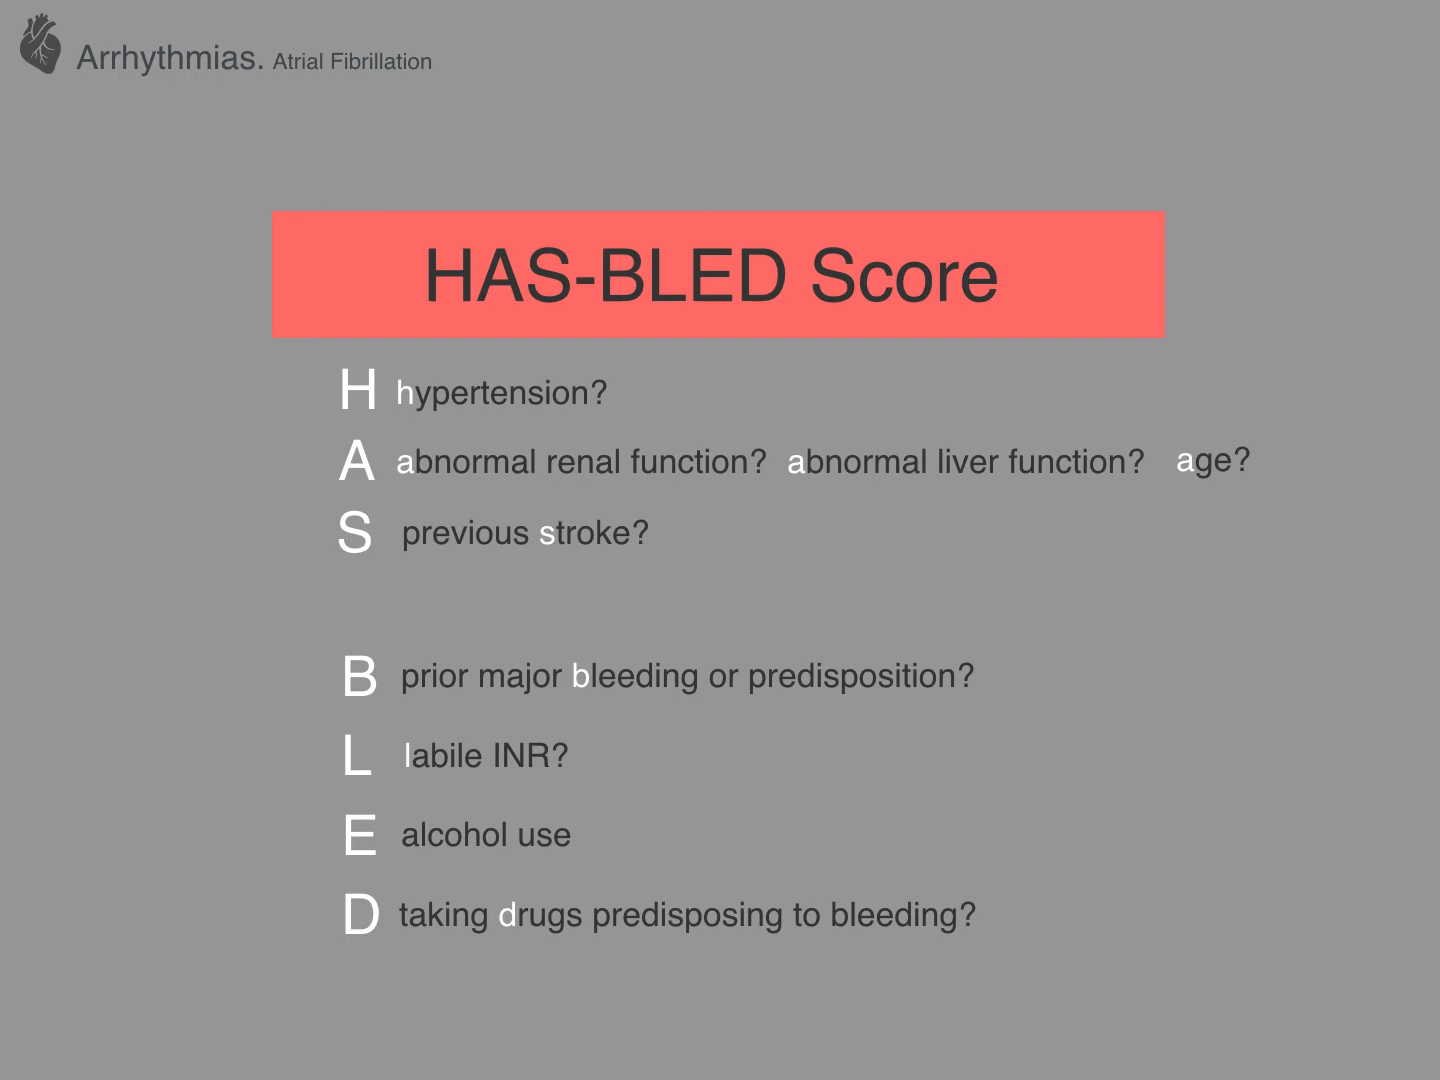 Arrhythmias. Atrial Fibrillation
HAS-BLED Score
H hypertension?
A abnormal renal function? abnormal liver function? age?
S previous stroke?
B prior major bleeding or predisposition?
L labile INR?
E alcohol use
D taking drugs predisposing to bleeding?